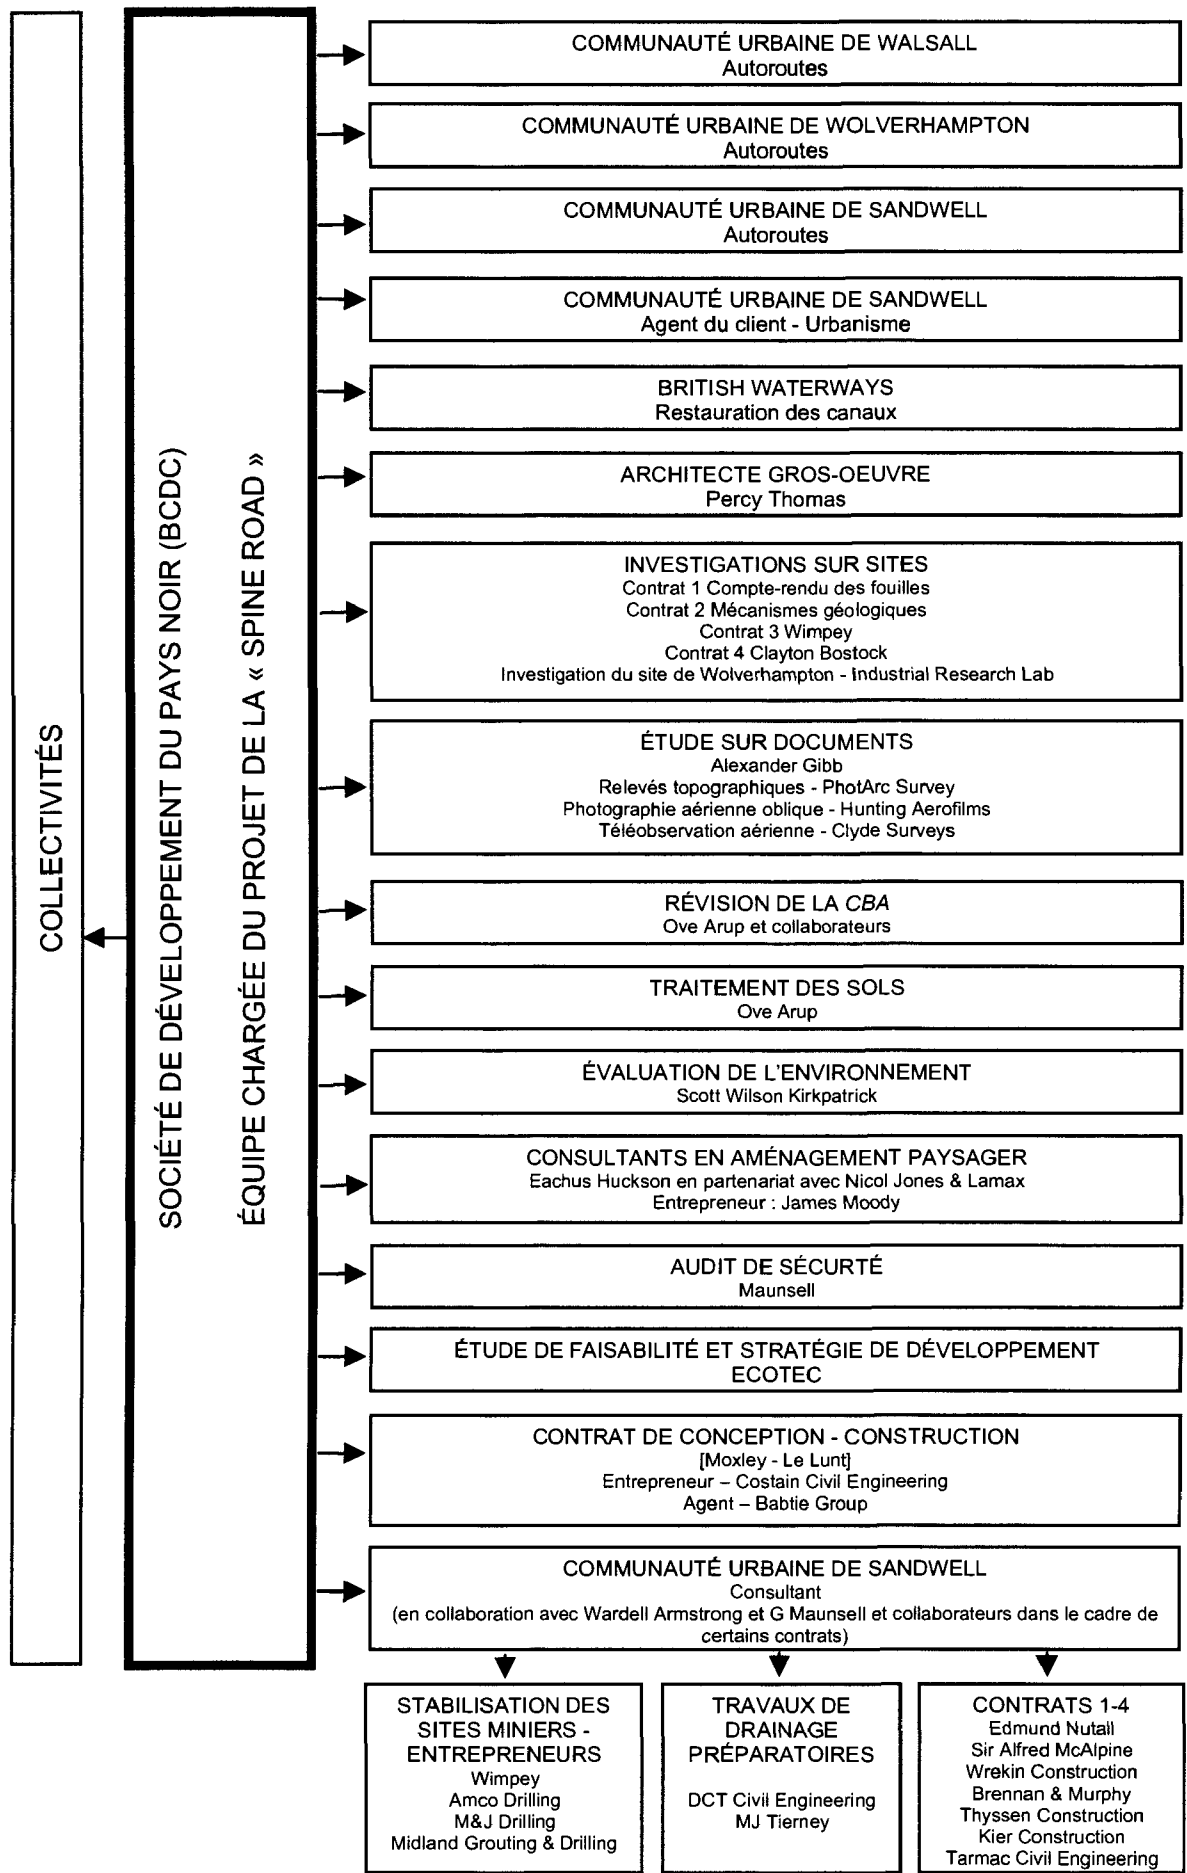 COLLECTIVITÉS
SOCIÉTÉ DE DÉVELOPPEMENT DU PAYS NOIR (BCDC)
ÉQUIPE CHARGÉE DU PROJET DE LA « SPINE ROAD »
COMMUNAUTÉ URBAINE DE WALSALL
Autoroutes
COMMUNAUTÉ URBAINE DE WOLVERHAMPTON
Autoroutes
COMMUNAUTÉ URBAINE DE SANDWELL
Autoroutes
COMMUNAUTÉ URBAINE DE SANDWELL
Agent du client - Urbanisme
BRITISH WATERWAYS
Restauration des canaux
ARCHITECTE GROS-OEUVRE
Percy Thomas
INVESTIGATIONS SUR SITES
Contrat 1 Compte-rendu des fouilles
Contrat 2 Mécanismes géologiques
Contrat 3 Wimpey
Contrat 4 Clayton Bostock
Investigation du site de Wolverhampton - Industrial Research Lab
ÉTUDE SUR DOCUMENTS
Alexander Gibb
Relevés topographiques - PhotArc Survey
Photographie aérienne oblique - Hunting Aerofilms
Téléobservation aérienne - Clyde Surveys
RÉVISION DE LA CBA
Ove Arup et collaborateurs
TRAITEMENT DES SOLS
Ove Arup
ÉVALUATION DE L'ENVIRONNEMENT
Scott Wilson Kirkpatrick
CONSULTANTS EN AMÉNAGEMENT PAYSAGER
Eachus Huckson en partenariat avec Nicol Jones & Lamax
Entrepreneur : James Moody
AUDIT DE SÉCURTÉ
Maunsell
ÉTUDE DE FAISABILITÉ ET STRATÉGIE DE DÉVELOPPEMENT
ECOTEC
CONTRAT DE CONCEPTION - CONSTRUCTION
[Moxley - Le Lunt]
Entrepreneur – Costain Civil Engineering
Agent – Babtie Group
COMMUNAUTÉ URBAINE DE SANDWELL
Consultant
(en collaboration avec Wardell Armstrong et G Maunsell et collaborateurs dans le cadre de
certains contrats)
STABILISATION DES
SITES MINIERS -
ENTREPRENEURS
Wimpey
Amco Drilling
M&J Drilling
Midland Grouting & Drilling
TRAVAUX DE
DRAINAGE
PRÉPARATOIRES
DCT Civil Engineering
MJ Tierney
CONTRATS 1-4
Edmund Nutall
Sir Alfred McAlpine
Wrekin Construction
Brennan & Murphy
Thyssen Construction
Kier Construction
Tarmac Civil Engineering